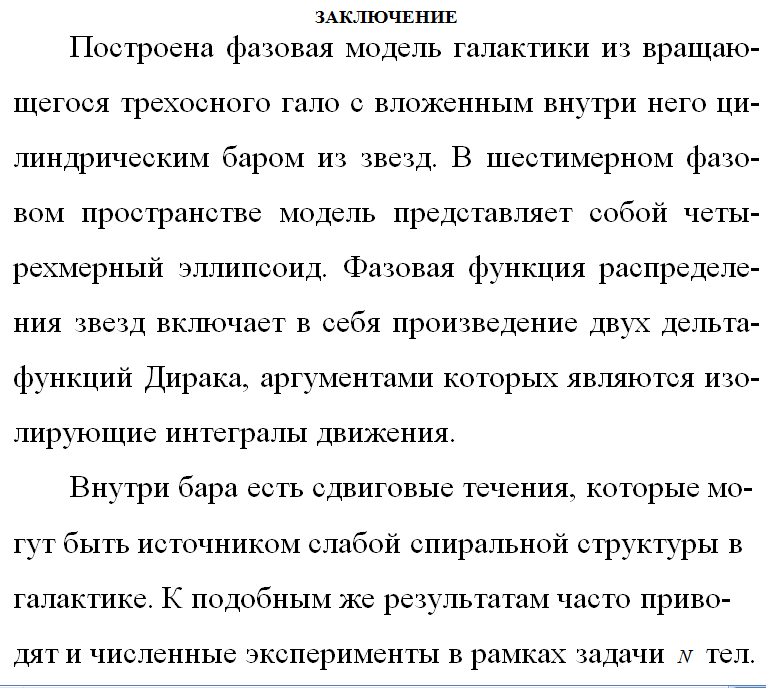 ЗАКЛЮЧЕНИЕ
Построена фазовая модель галактики из вращаю-
щегося трехосного гало с вложенным внутри него ци-
линдрическим баром из звезд. В шестимерном фазо-
вом пространстве модель представляет собой четы-
рехмерный эллипсоид. Фазовая функция распределе-
ния звезд включает в себя произведение двух дельта-
функций Дирака, аргументами которых являются изо-
лирующие интегралы движения.
Внутри бара есть сдвиговые течения, которые мо-
гут быть источником слабой спиральной структуры в
галактике. К подобным же результатам часто приво-
дят и численные эксперименты в рамках задачи N тел.